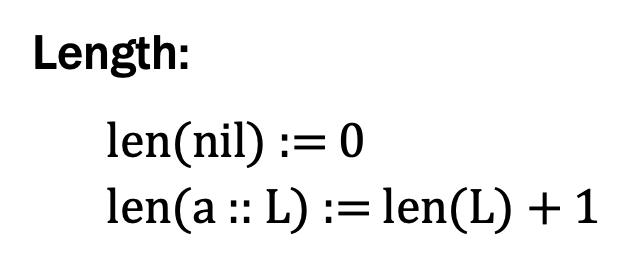 Length:
len(nil) := 0
len(a :: L) := len(L) + 1